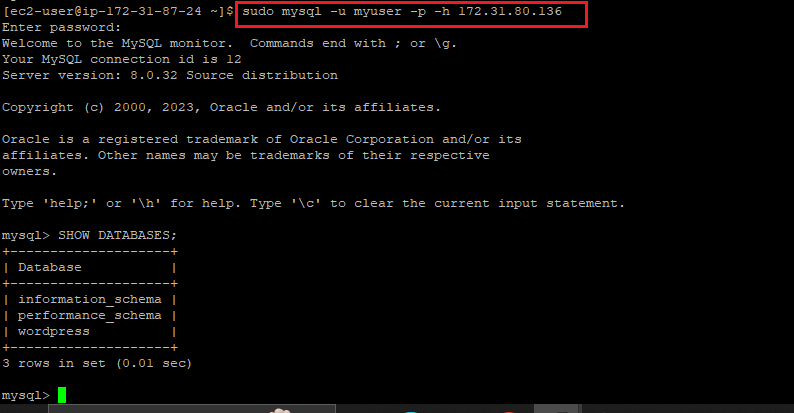 [ec2-user@ip-172-31-87-24 ~]$ sudo mysql -u myuser -p -h 172.31.80.136
Enter password:
Welcome to the MySQL monitor.  Commands end with ; or \g.
Your MySQL connection id is 12
Server version: 8.0.32 Source distribution

Copyright (c) 2000, 2023, Oracle and/or its affiliates.

Oracle is a registered trademark of Oracle Corporation and/or its
affiliates. Other names may be trademarks of their respective
owners.

Type 'help;' or '\h' for help. Type '\c' to clear the current input statement.

mysql> SHOW DATABASES;
+--------------------+
| Database           |
+--------------------+
| information_schema |
| performance_schema |
| wordpress          |
+--------------------+
3 rows in set (0.01 sec)

mysql>